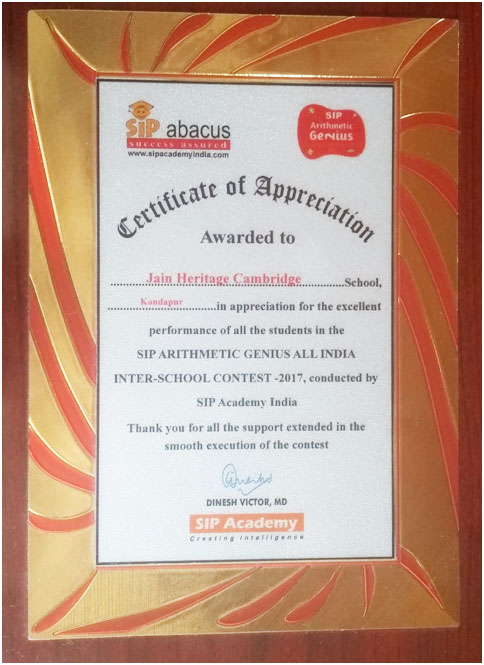 SiP abacus
success assured
www.sipacademyindia.com
SIP
Arithmetic
Genius
Certificate of Appreciation
Awarded to
Jain Heritage Cambridge School,
Kondapur in appreciation for the excellent
performance of all the students in the
SIP ARITHMETIC GENIUS ALL INDIA
INTER-SCHOOL CONTEST -2017, conducted by
SIP Academy India
Thank you for all the support extended in the
smooth execution of the contest
DINESH VICTOR, MD
SIP Academy
Creating Intelligence